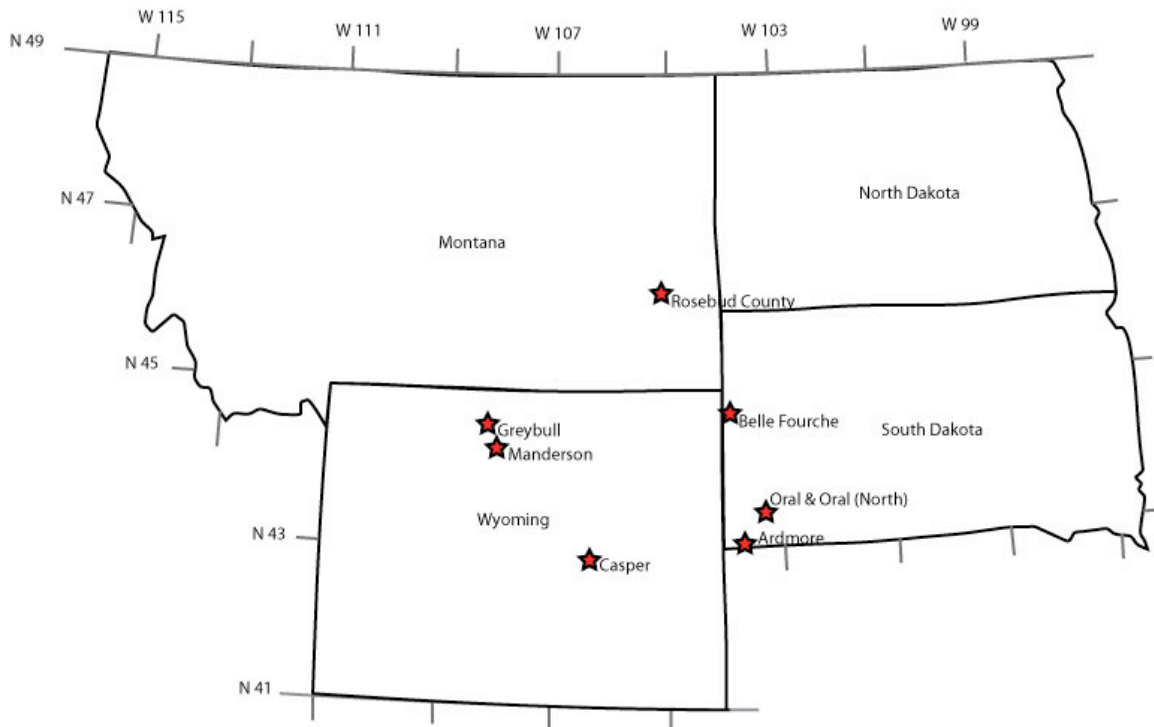 W 115
W 111
W 107
W 103
W 99
N 49
N 47
North Dakota
Montana
Rosebud County
N 45
Belle Fourche
Greybull
South Dakota
Manderson
Oral & Oral (North)
Wyoming
N 43
Ardmore
Casper
N 41